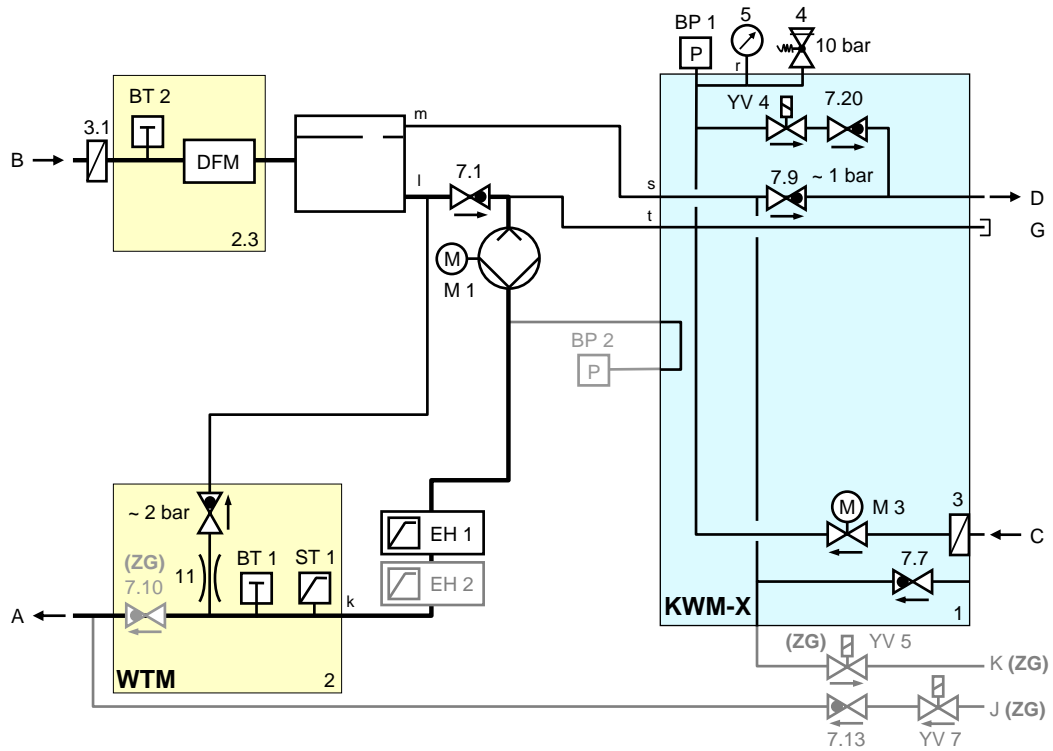 BP 1
5
4
10 bar
P
r
BT 2
YV 4
7.20
3.1
m
B
DFM
l
7.1
s
7.9
~ 1 bar
D
t
G
2.3
M
M 1
BP 2
P
~ 2 bar
M
M 3
3
C
EH 1
(ZG)
7.10
11
BT 1
ST 1
EH 2
7.7
k
A
KWM-X
1
WTM
2
(ZG)
YV 5
K (ZG)
J (ZG)
7.13
YV 7